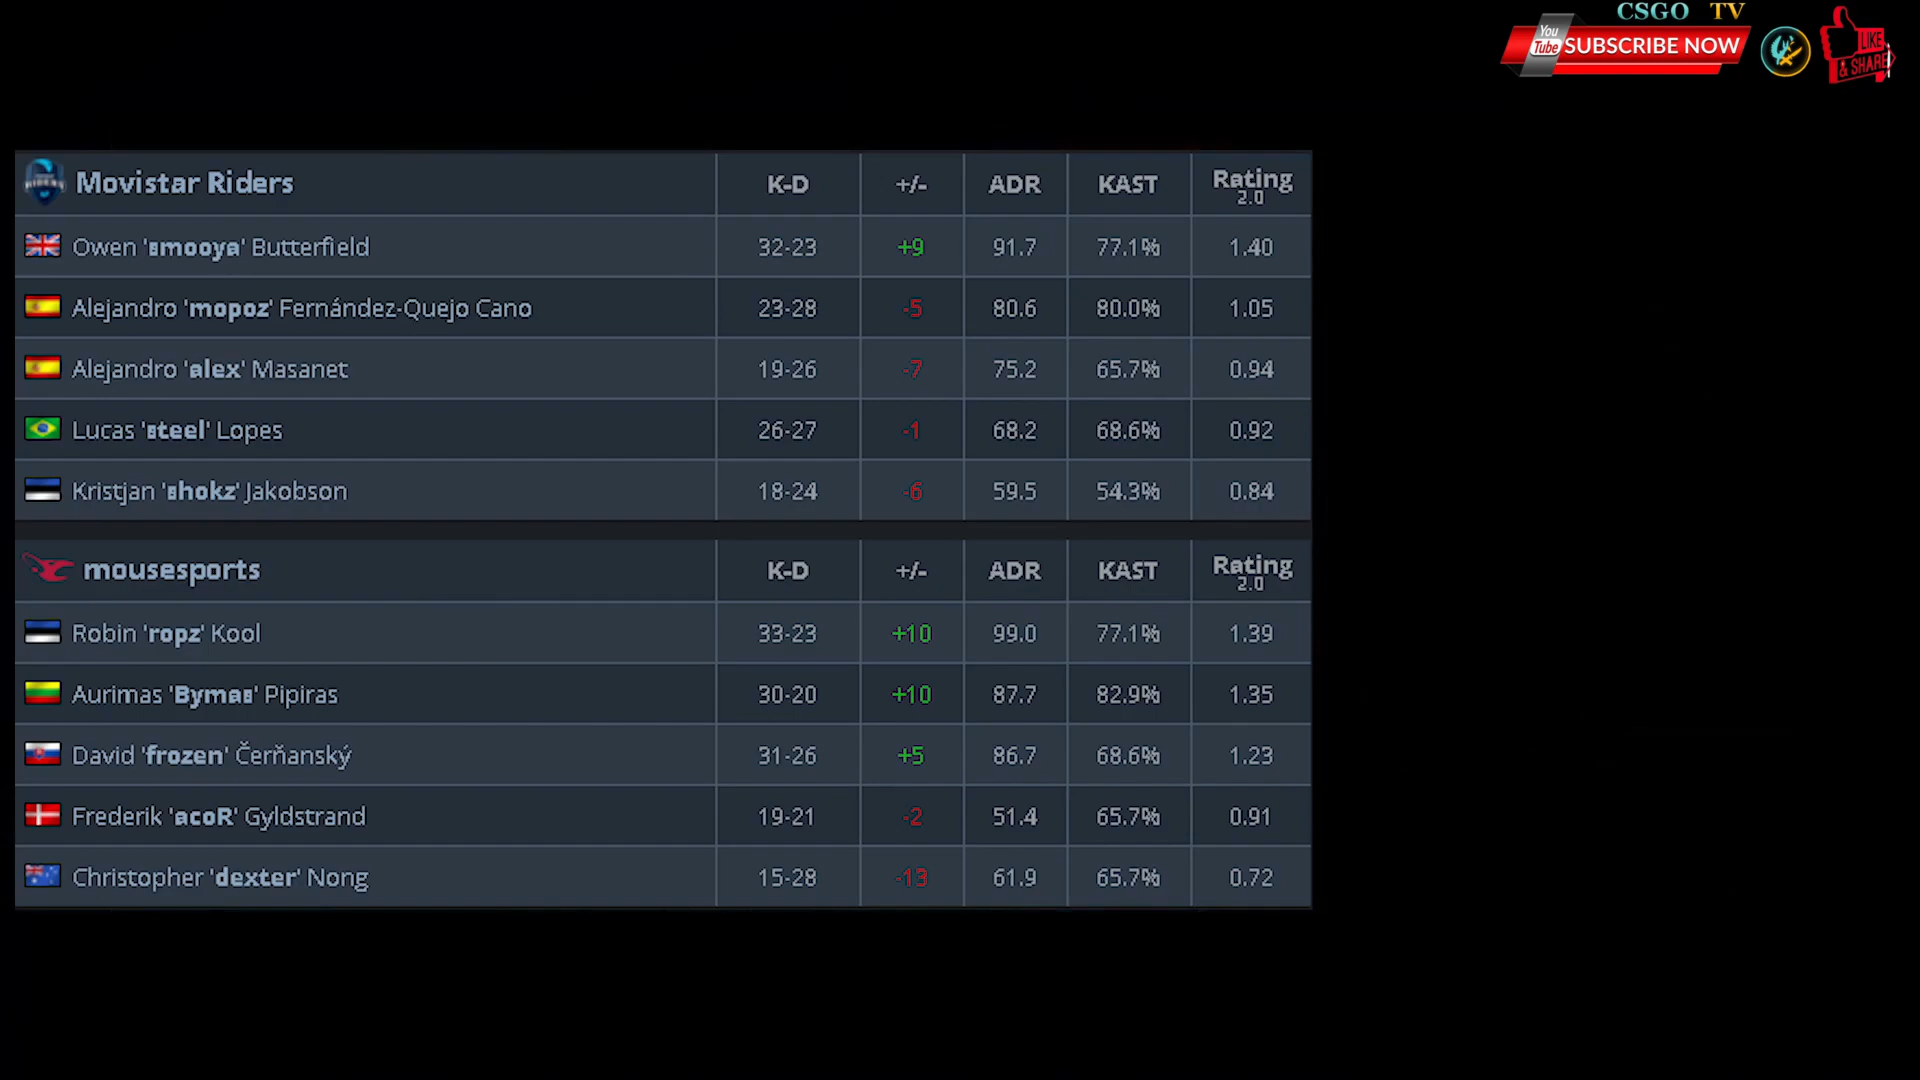 CSGO TV
You Tube SUBSCRIBE NOW
LIKE & SHARE
Movistar Riders K-D +/- ADR KAST Rating 2.0
Owen 'smooya' Butterfield 32-23 +9 91.7 77.1% 1.40
Alejandro 'mopoz' Fernández-Quejo Cano 23-28 -5 80.6 80.0% 1.05
Alejandro 'alex' Masanet 19-26 -7 75.2 65.7% 0.94
Lucas 'steel' Lopes 26-27 -1 68.2 68.6% 0.92
Kristjan 'shokz' Jakobson 18-24 -6 59.5 54.3% 0.84
mousesports K-D +/- ADR KAST Rating 2.0
Robin 'ropz' Kool 33-23 +10 99.0 77.1% 1.39
Aurimas 'Bymas' Pipiras 30-20 +10 87.7 82.9% 1.35
David 'frozen' Čerňanský 31-26 +5 86.7 68.6% 1.23
Frederik 'acoR' Gyldstrand 19-21 -2 51.4 65.7% 0.91
Christopher 'dexter' Nong 15-28 -13 61.9 65.7% 0.72